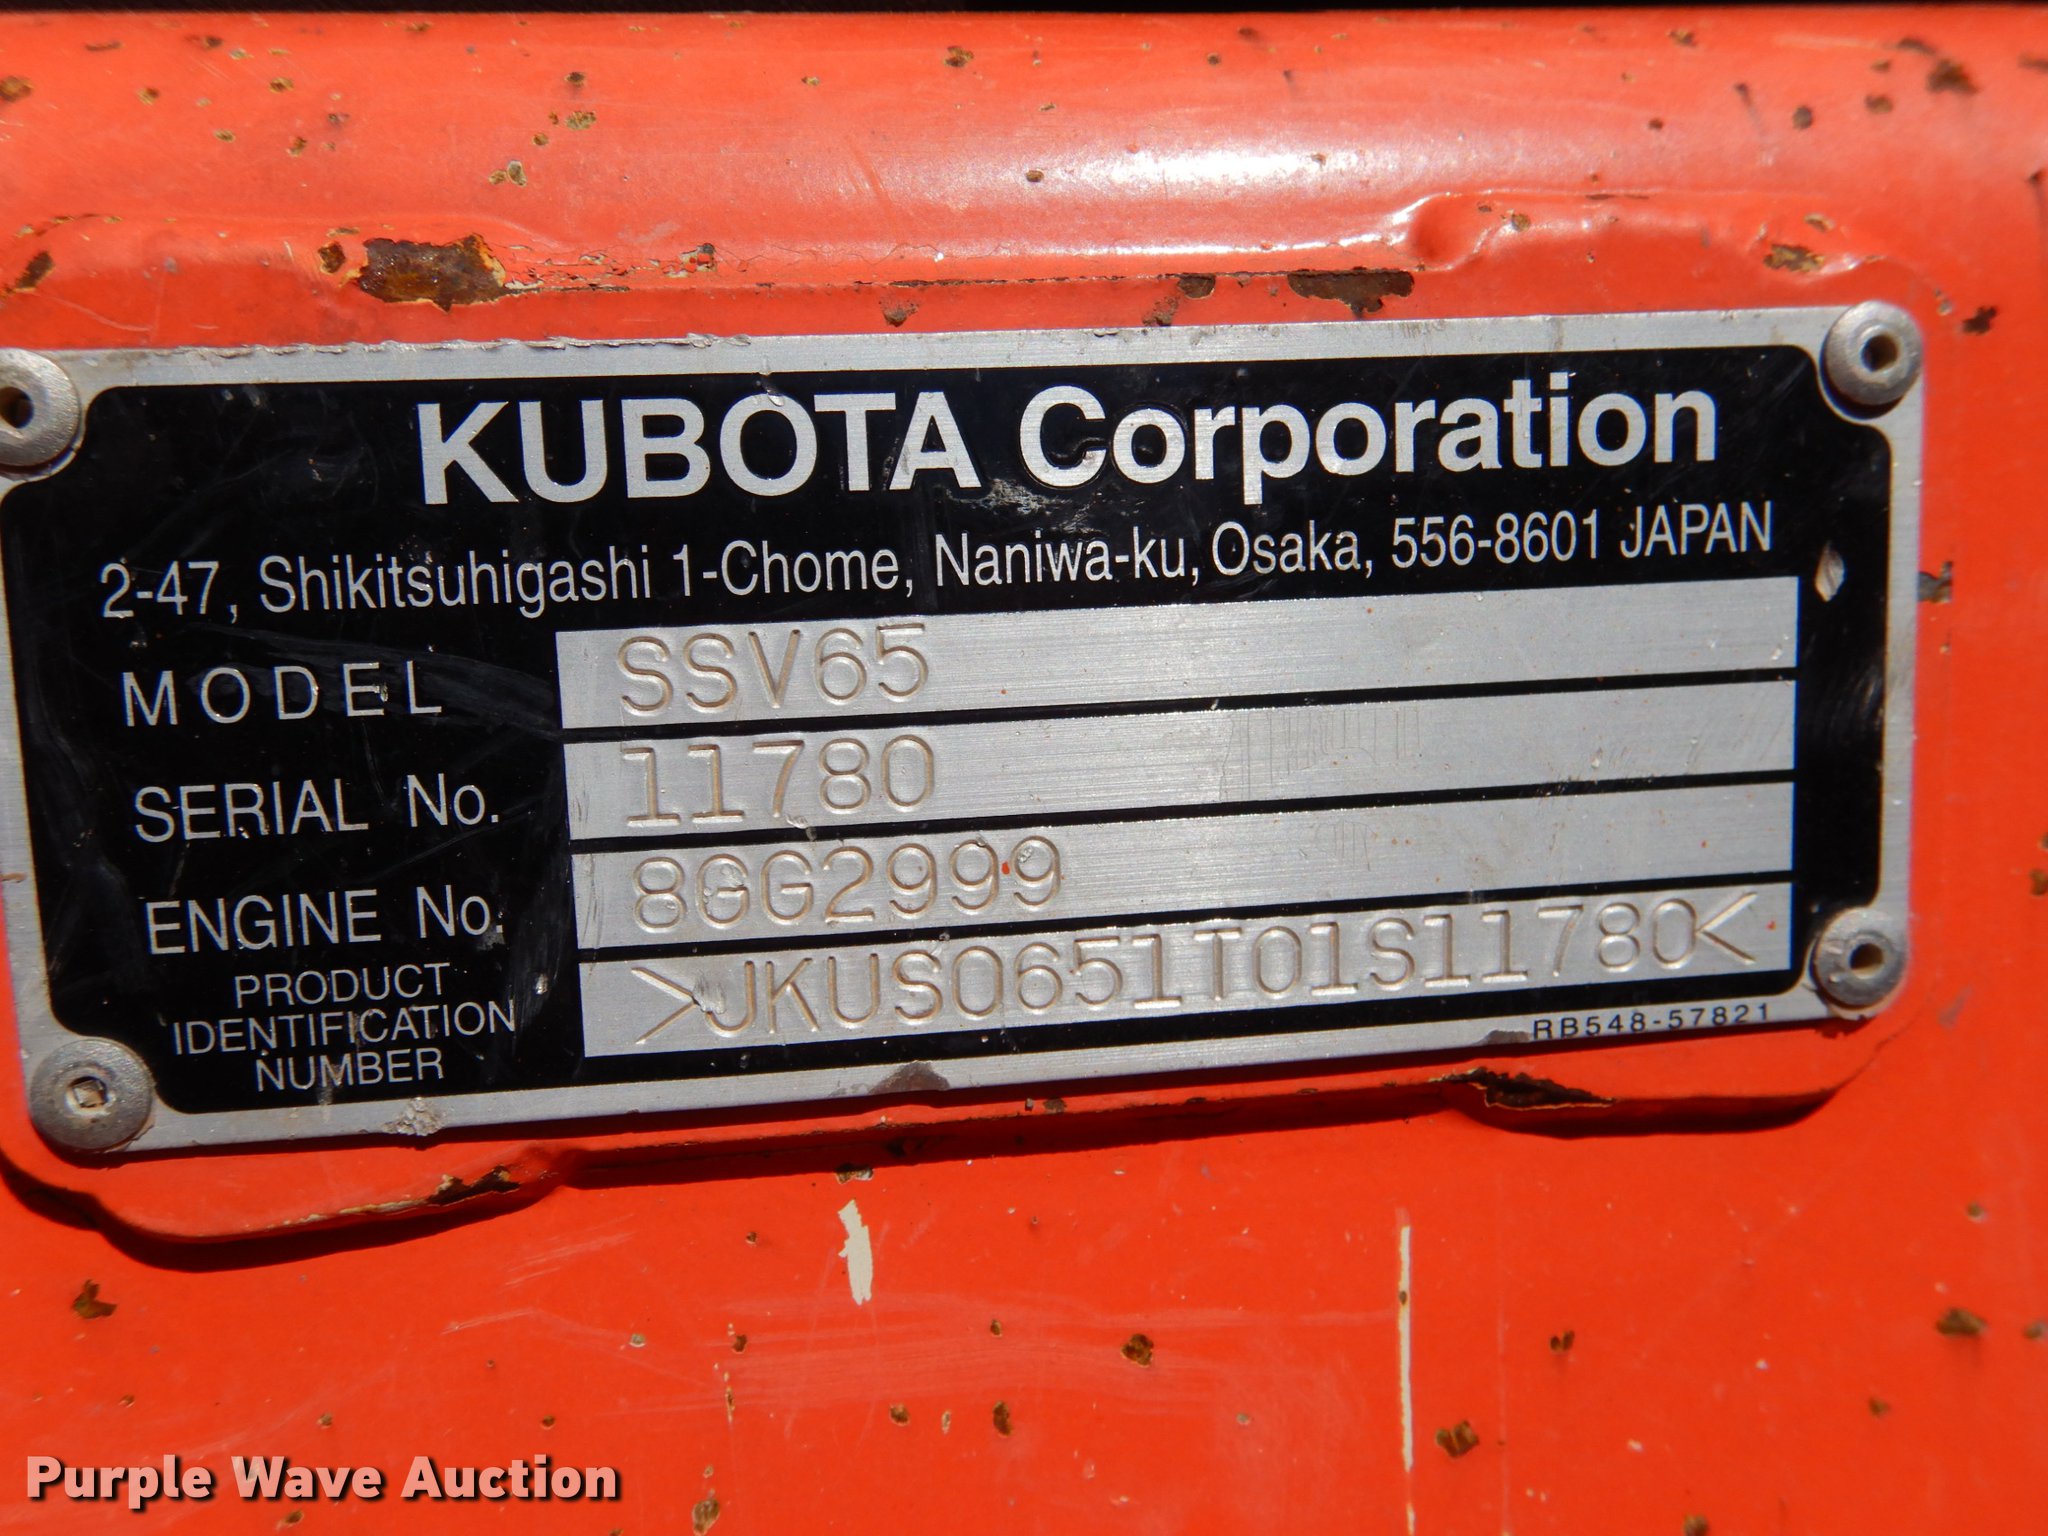 KUBOTA Corporation
2-47, Shikitsuhigashi 1-Chome, Naniwa-ku, Osaka, 556-8601 JAPAN
MODEL SSV65
SERIAL No. 11780
ENGINE No. 8GG2999
PRODUCT IDENTIFICATION NUMBER >JKUS0651T01S11780<
RB548-57821
Purple Wave Auction